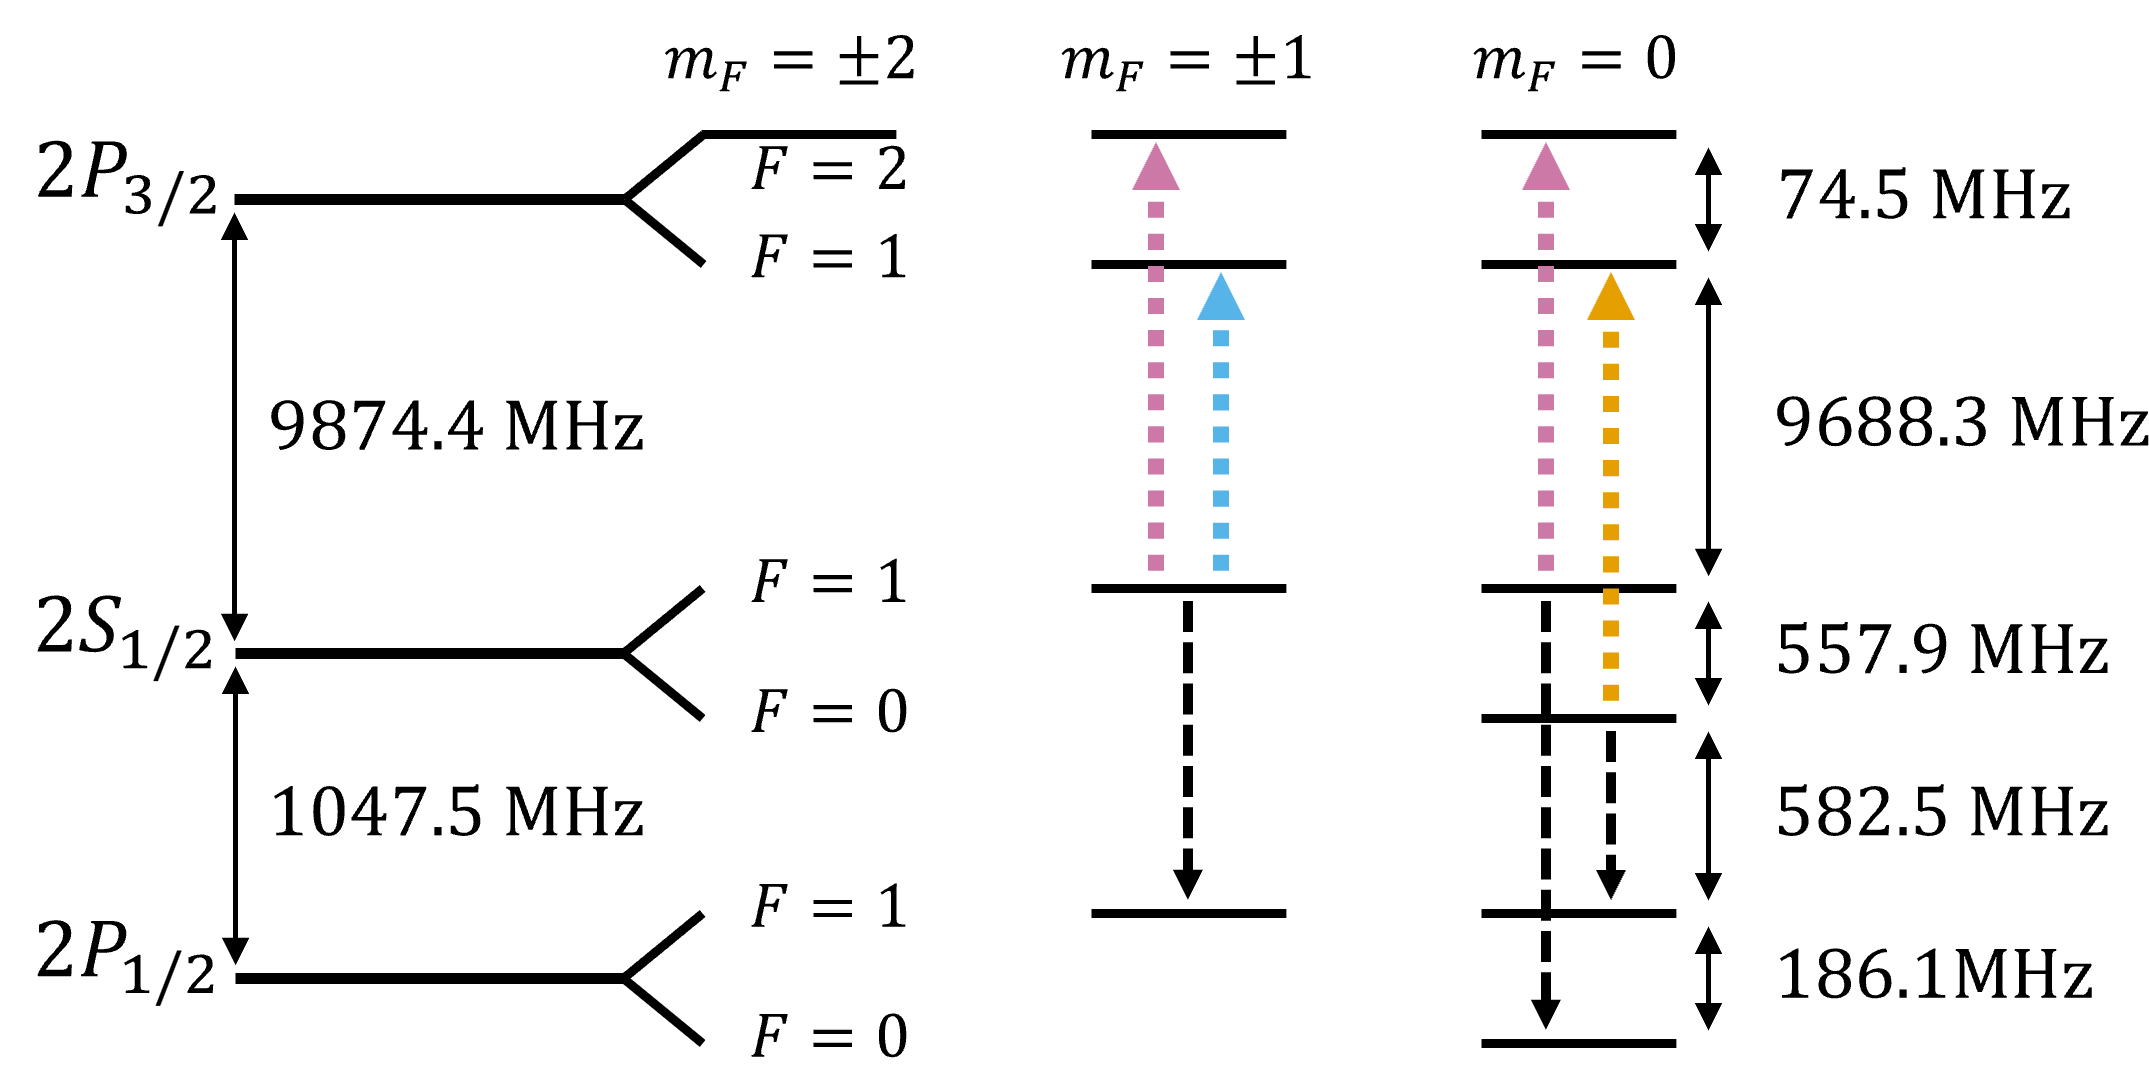 m_F = ±2 m_F = ±1 m_F = 0
2P_{3/2}
F = 2
F = 1
74.5 MHz
9874.4 MHz
9688.3 MHz
2S_{1/2}
F = 1
F = 0
557.9 MHz
1047.5 MHz
582.5 MHz
2P_{1/2}
F = 1
F = 0
186.1MHz